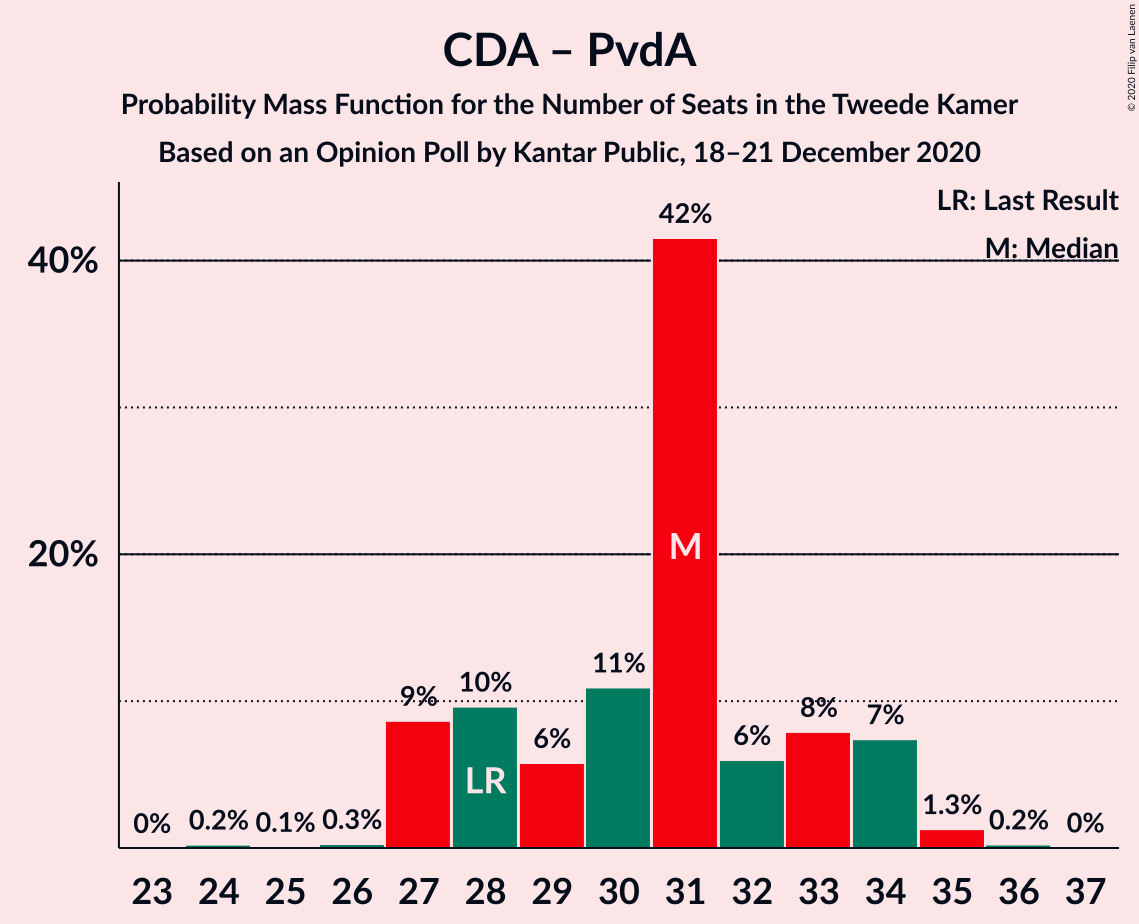 © 2020 Filip van Laenen
CDA – PvdA
Probability Mass Function for the Number of Seats in the Tweede Kamer
Based on an Opinion Poll by Kantar Public, 18–21 December 2020
LR: Last Result
M: Median
40%
20%
0% 0.2% 0.1% 0.3% 9% 10% 6% 11% 42% 6% 8% 7% 1.3% 0.2% 0%
LR
M
23 24 25 26 27 28 29 30 31 32 33 34 35 36 37